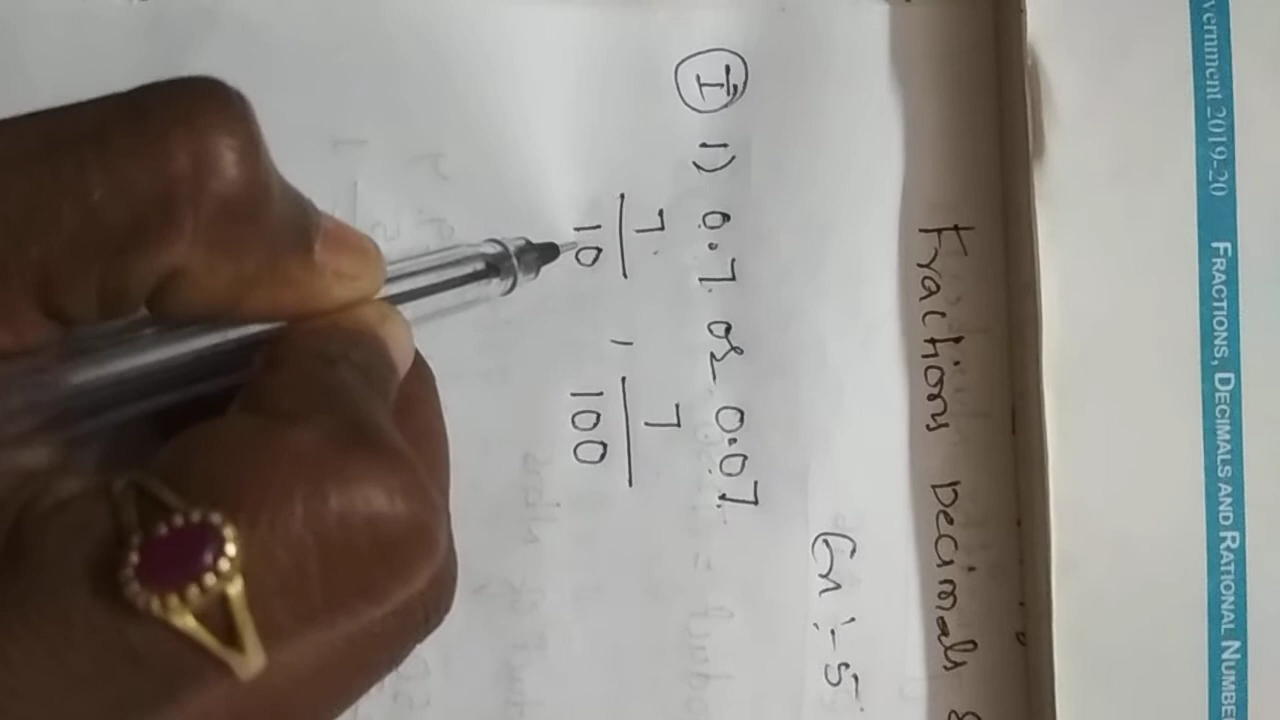 vernment 2019-20 FRACTIONS, DECIMALS AND RATIONAL NUMBE
Fractions Decimals &
En :- 5
I 1) 0.7 or 0.07
7/10 , 7/100